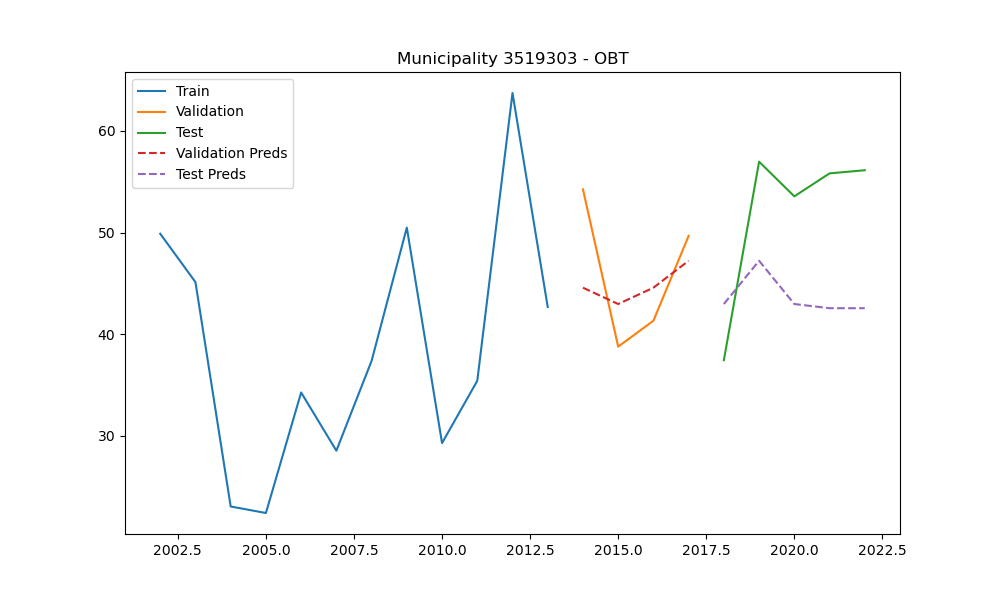 Municipality 3519303 - OBT
Train
Validation
Test
Validation Preds
Test Preds
60
50
40
30
2002.5 2005.0 2007.5 2010.0 2012.5 2015.0 2017.5 2020.0 2022.5